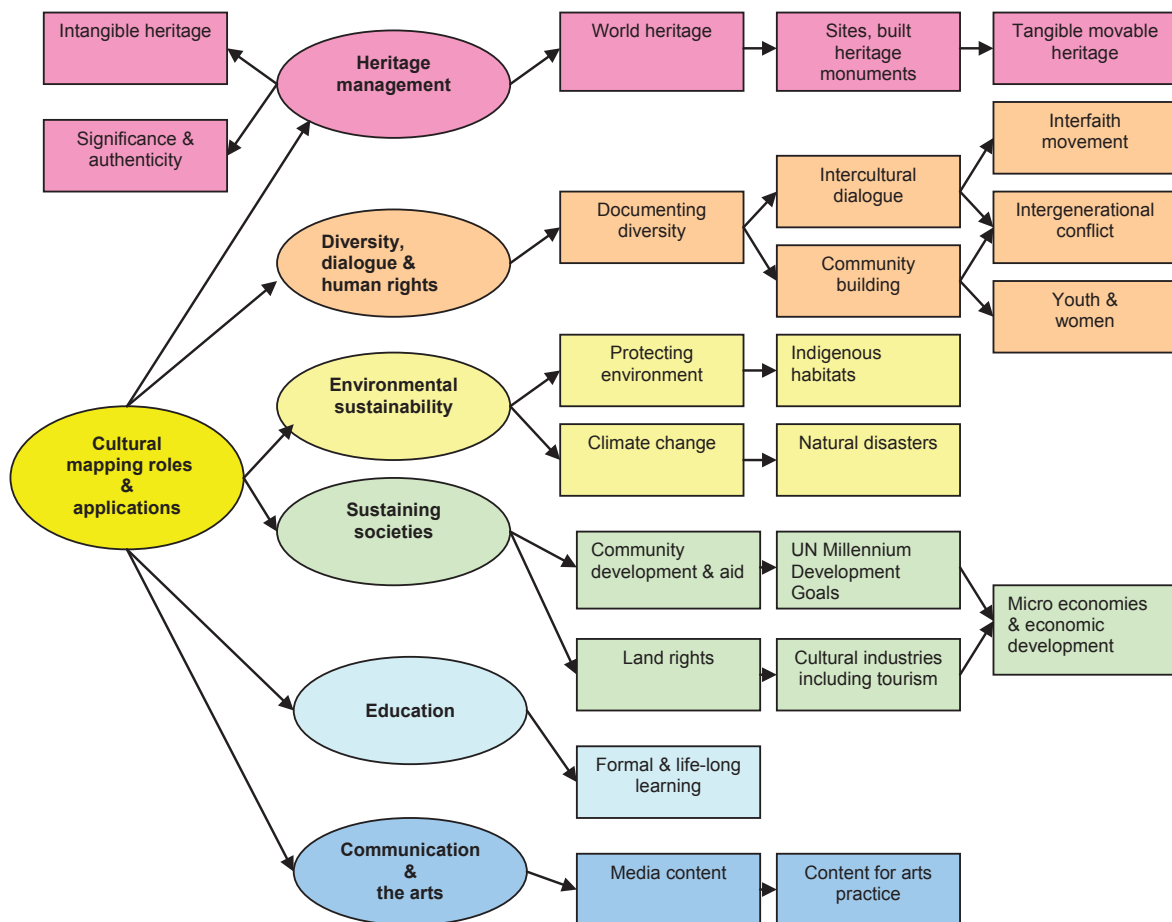 Intangible heritage
Significance &
authenticity
Heritage
management
World heritage
Sites, built
heritage
monuments
Tangible movable
heritage
Diversity,
dialogue &
human rights
Documenting
diversity
Intercultural
dialogue
Community
building
Interfaith
movement
Intergenerational
conflict
Youth &
women
Cultural
mapping roles
&
applications
Environmental
sustainability
Protecting
environment
Indigenous
habitats
Climate change
Natural disasters
Sustaining
societies
Community
development & aid
UN Millennium
Development
Goals
Land rights
Cultural industries
including tourism
Micro economies
& economic
development
Education
Formal & life-long
learning
Communication
&
the arts
Media content
Content for arts
practice